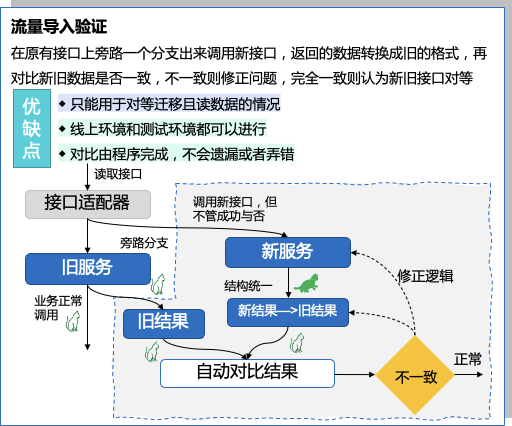 流量导入验证
在原有接口上旁路一个分支出来调用新接口，返回的数据转换成旧的格式，再
对比新旧数据是否一致，不一致则修正问题，完全一致则认为新旧接口对等
优
缺
点
只能用于对等迁移且读数据的情况
线上环境和测试环境都可以进行
对比由程序完成，不会遗漏或者弄错
读取接口
接口适配器
调用新接口，但
不管成功与否
旁路分支
旧服务
新服务
结构统一
修正逻辑
业务正常
调用
旧结果
新结果—>旧结果
自动对比结果
不一致
正常